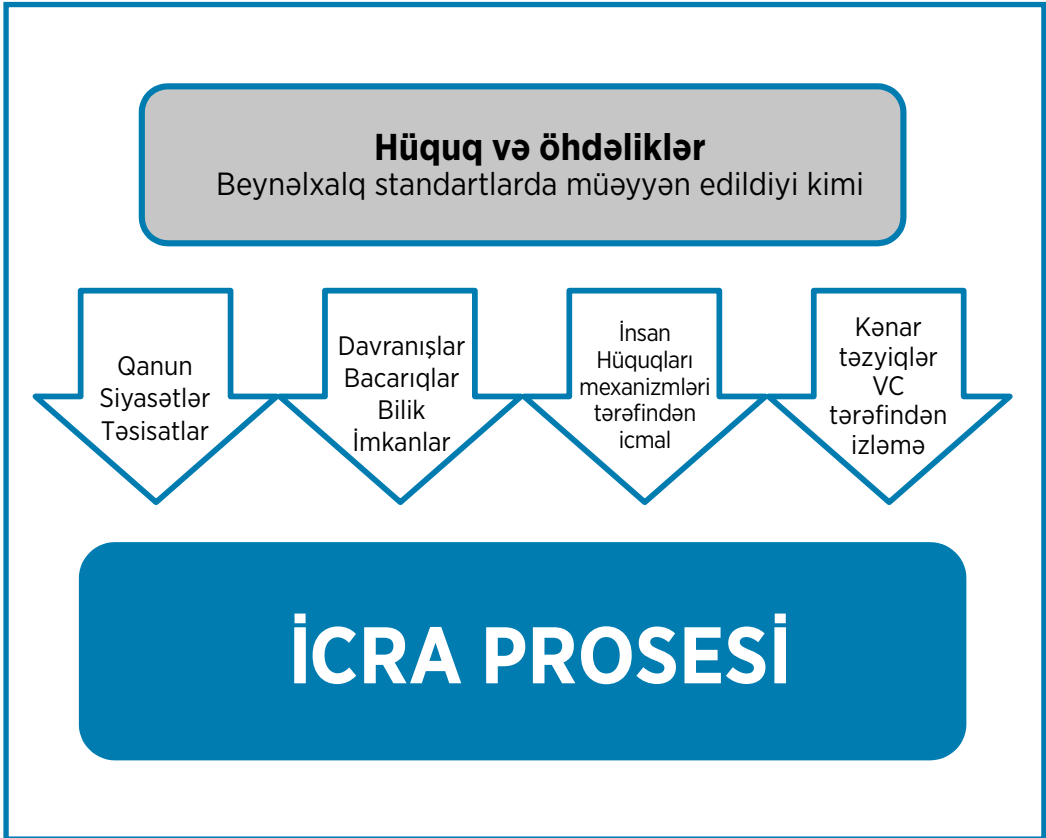 Hüquq və öhdəliklər
Beynəlxalq standartlarda müəyyən edildiyi kimi
Qanun
Siyasətlər
Təsisatlar
Davranışlar
Bacarıqlar
Bilik
İmkanlar
İnsan
Hüquqları
mexanizmləri
tərəfindən
icmal
Kənar
təzyiqlər
VC
tərəfindən
izləmə
İCRA PROSESİ